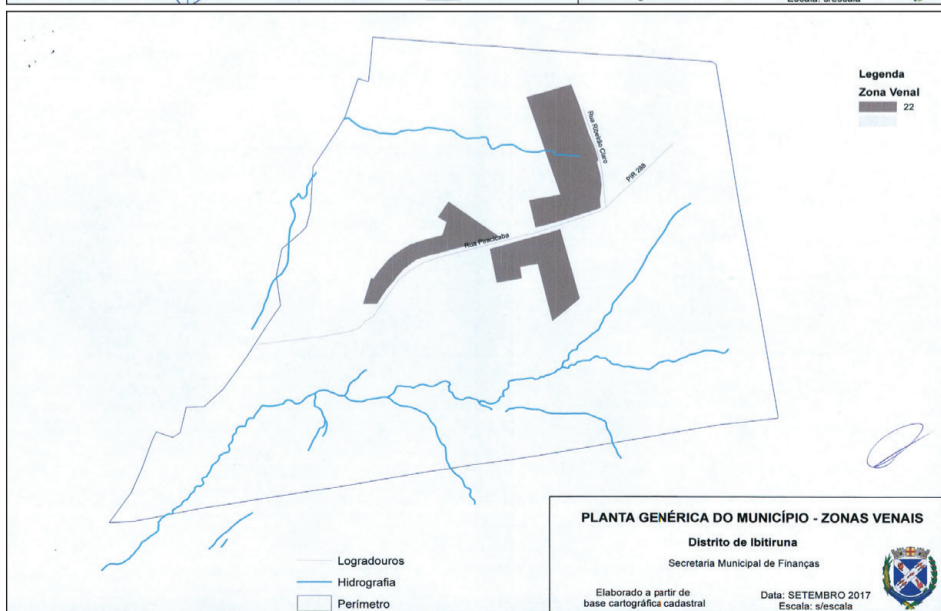 Escala: s/escala
Legenda
Zona Venal
22
Rua Ribeirão Claro
PIR 288
Rua Piracicaba
Logradouros
Hidrografia
Perímetro
PLANTA GENÉRICA DO MUNICÍPIO - ZONAS VENAIS
Distrito de Ibitiruna
Secretaria Municipal de Finanças
Elaborado a partir de
base cartográfica cadastral
Data: SETEMBRO 2017
Escala: s/escala